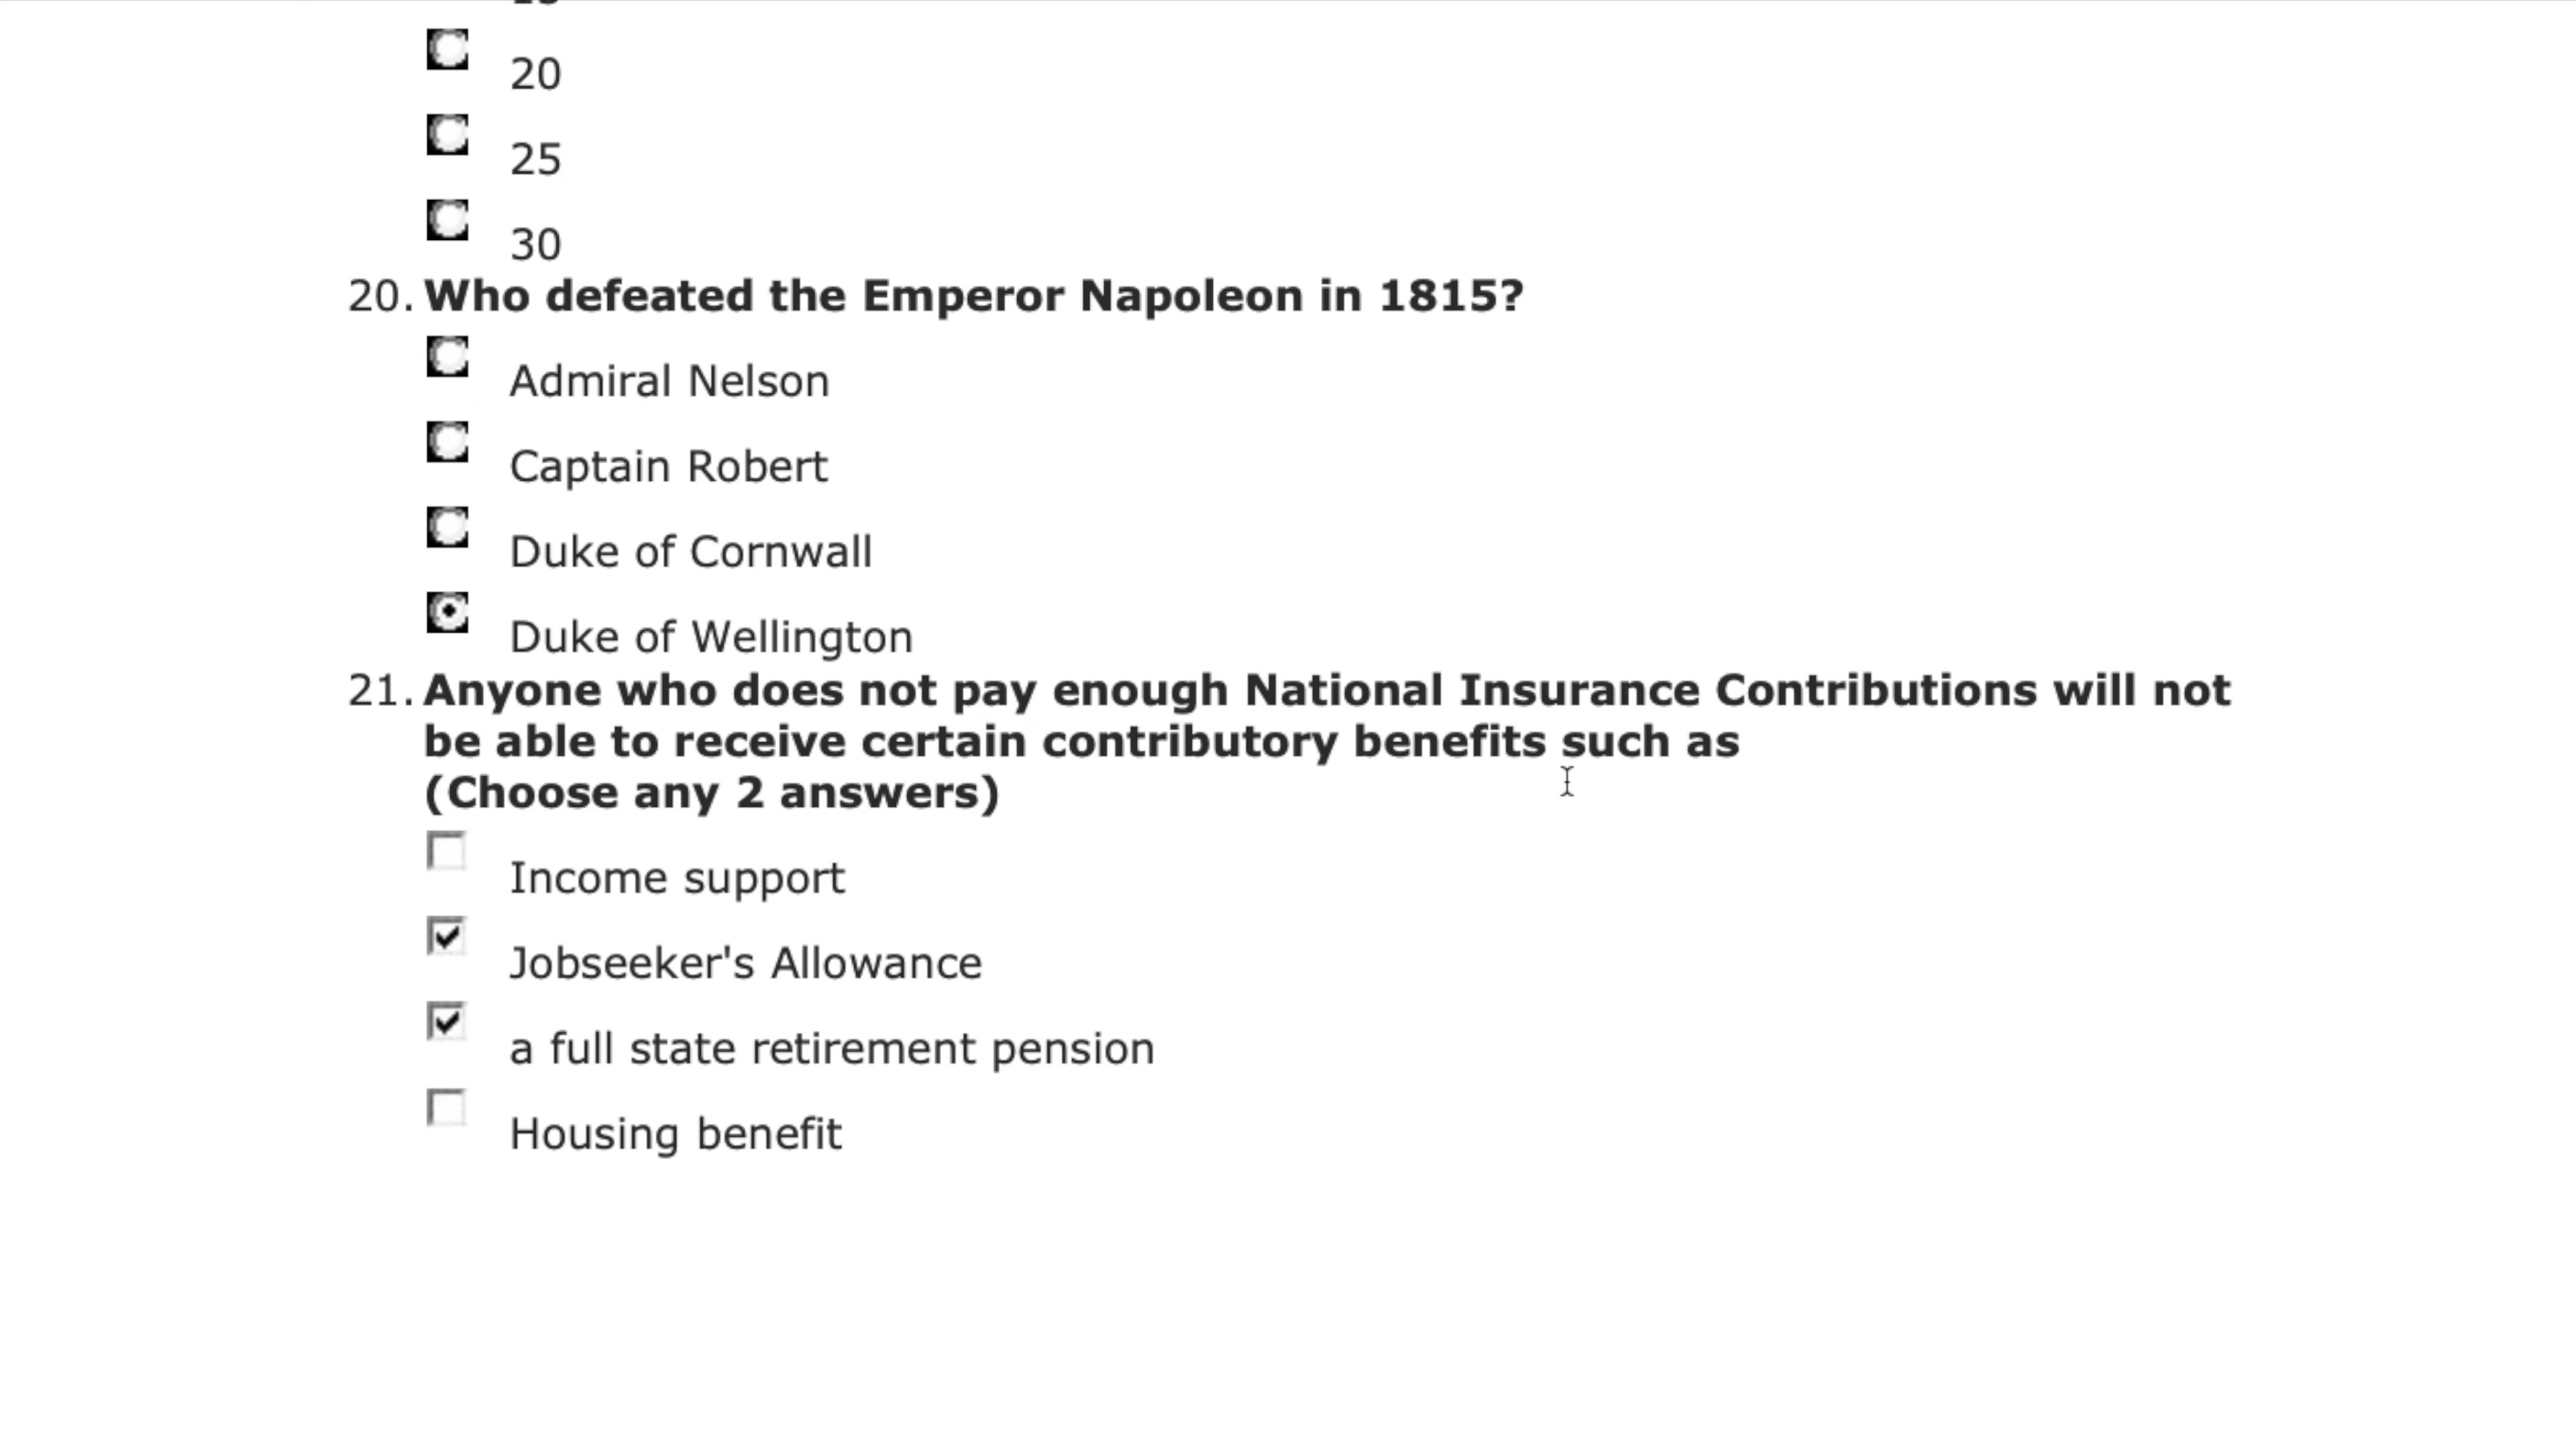 20
25
30
20. Who defeated the Emperor Napoleon in 1815?
Admiral Nelson
Captain Robert
Duke of Cornwall
Duke of Wellington
21. Anyone who does not pay enough National Insurance Contributions will not
be able to receive certain contributory benefits such as
(Choose any 2 answers)
Income support
Jobseeker's Allowance
a full state retirement pension
Housing benefit